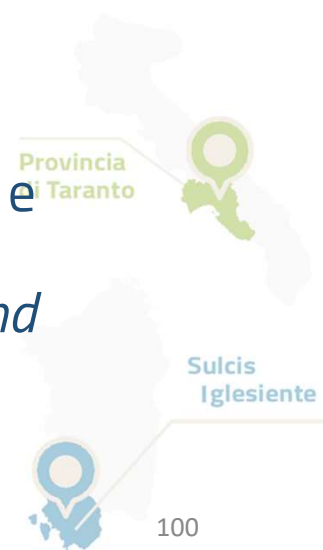 Provincia
di Taranto
e
nd
Sulcis
Iglesiente
100